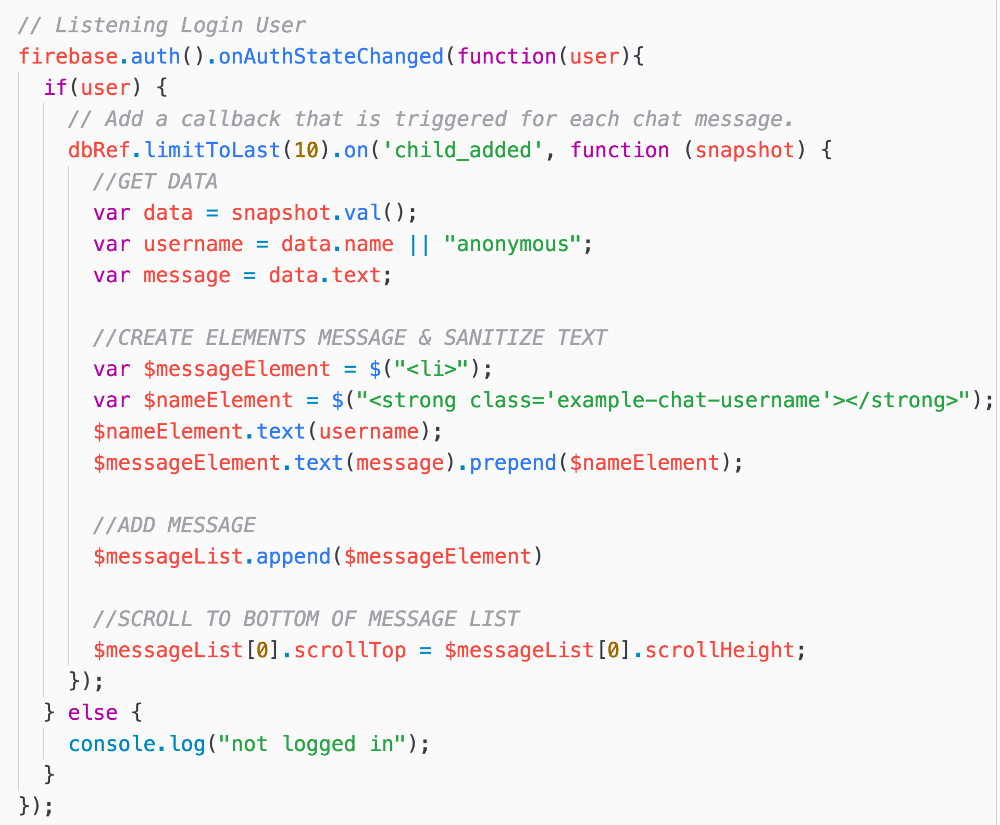 // Listening Login User
firebase.auth().onAuthStateChanged(function(user){
if(user) {
// Add a callback that is triggered for each chat message.
dbRef.limitToLast(10).on('child_added', function (snapshot) {
//GET DATA
var data = snapshot.val();
var username = data.name || "anonymous";
var message = data.text;
//CREATE ELEMENTS MESSAGE & SANITIZE TEXT
var $messageElement = $("<li>");
var $nameElement = $("<strong class='example-chat-username'></strong>");
$nameElement.text(username);
$messageElement.text(message).prepend($nameElement);
//ADD MESSAGE
$messageList.append($messageElement)
//SCROLL TO BOTTOM OF MESSAGE LIST
$messageList[0].scrollTop = $messageList[0].scrollHeight;
});
} else {
console.log("not logged in");
}
});